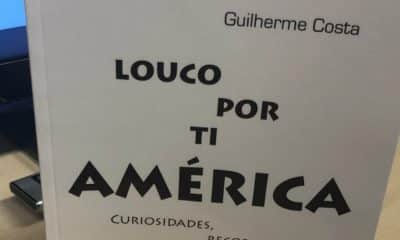 Guilherme Costa
LOUCO
POR
TI
AMÉRICA
CURIOSIDADES,